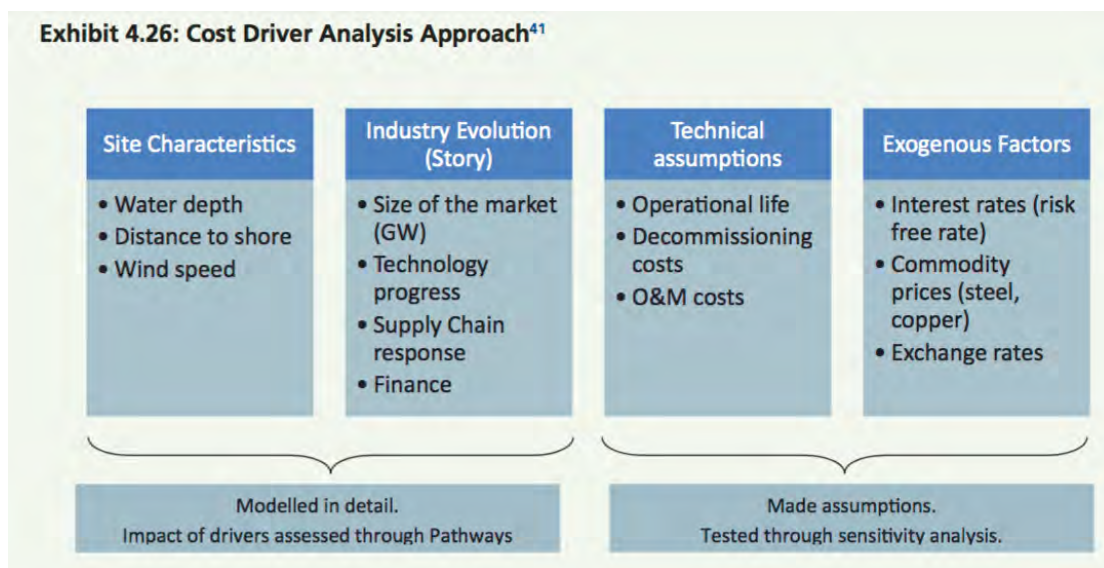 Exhibit 4.26: Cost Driver Analysis Approach41
Site Characteristics
• Water depth
• Distance to shore
• Wind speed
Industry Evolution
(Story)
• Size of the market
(GW)
• Technology
progress
• Supply Chain
response
• Finance
Technical
assumptions
• Operational life
• Decommissioning
costs
• O&M costs
Exogenous Factors
• Interest rates (risk
free rate)
• Commodity
prices (steel,
copper)
• Exchange rates
Modelled in detail.
Impact of drivers assessed through Pathways
Made assumptions.
Tested through sensitivity analysis.